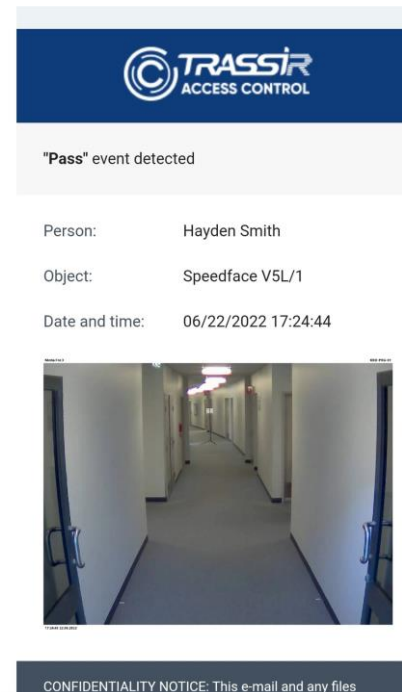 TRASSIR
ACCESS CONTROL
"Pass" event detected
Person: Hayden Smith
Object: Speedface V5L/1
Date and time: 06/22/2022 17:24:44
CONFIDENTIALITY NOTICE: This e-mail and any files